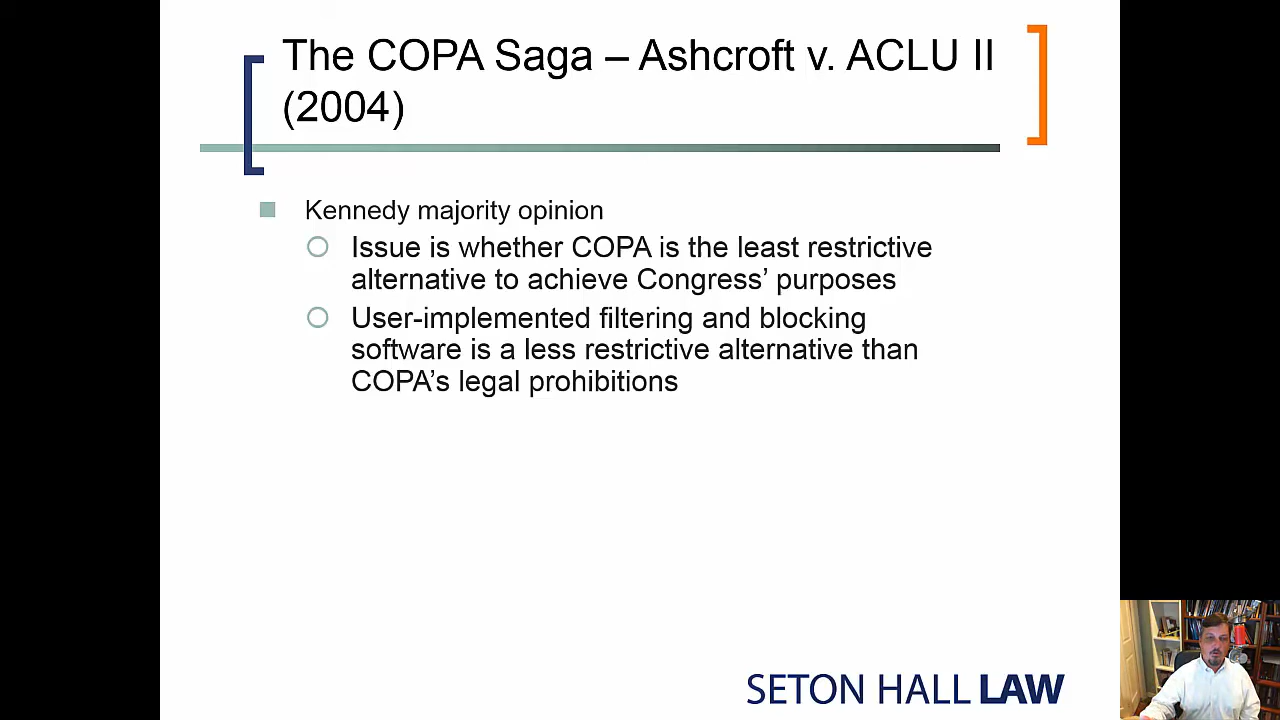 The COPA Saga – Ashcroft v. ACLU II
(2004)
Kennedy majority opinion
Issue is whether COPA is the least restrictive
alternative to achieve Congress’ purposes
User-implemented filtering and blocking
software is a less restrictive alternative than
COPA’s legal prohibitions
SETON HALL LAW